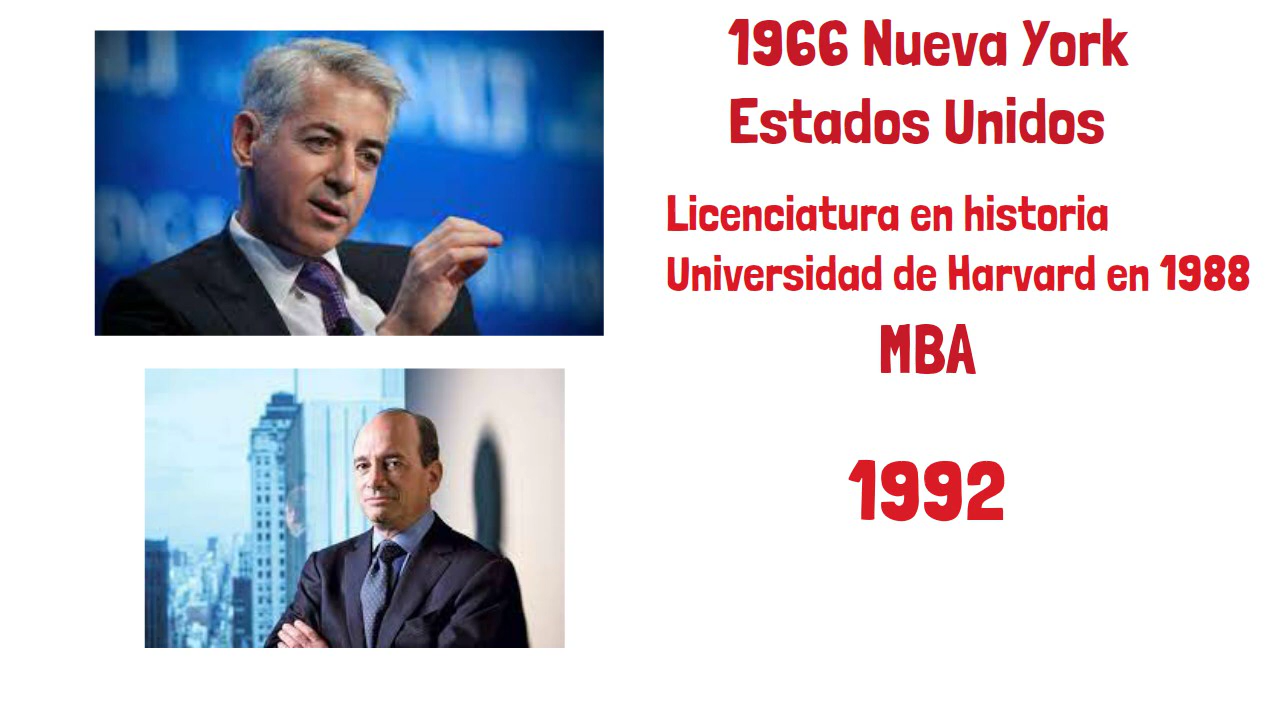 1966 Nueva York
Estados Unidos
Licenciatura en historia
Universidad de Harvard en 1988
MBA
1992